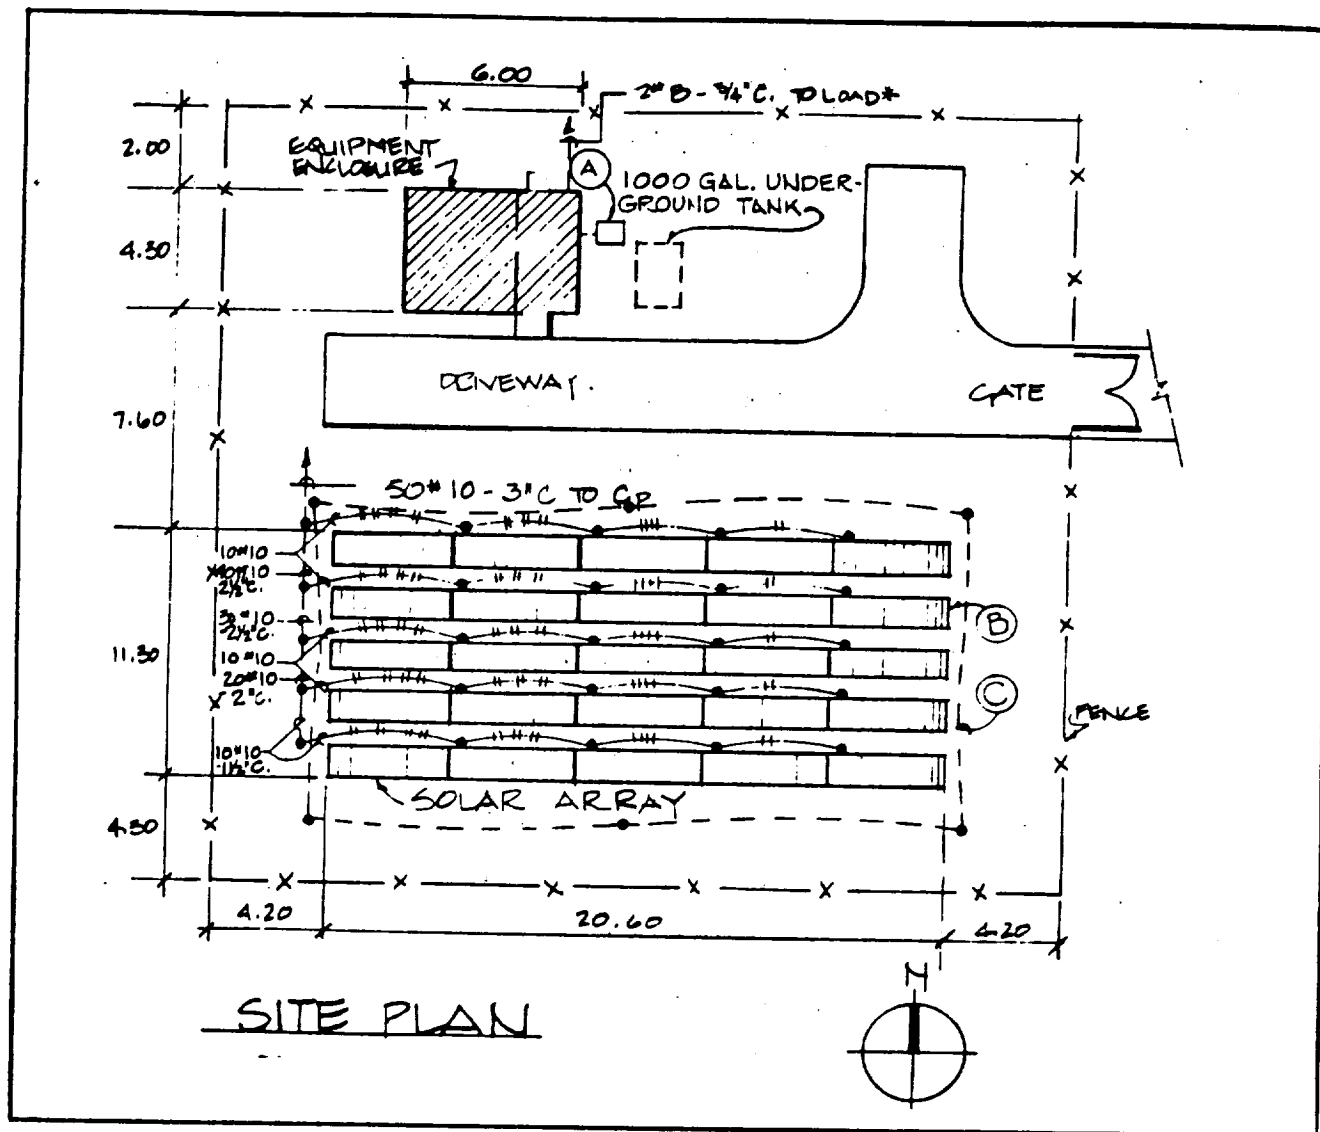 6.00
2#8 - 3/4"C. TO LOAD*
2.00
EQUIPMENT
ENCLOSURE
A
1000 GAL. UNDER-
GROUND TANK
4.30
DRIVEWAY.
GATE
7.60
50#10 - 3"C TO
10#10
40#10
2½"C.
30#10
2½"C.
B
11.30
10#10
20#10
2"C.
C
FENCE
10#10
1½"C.
SOLAR ARRAY
4.30
4.20
20.60
4.20
N
SITE PLAN